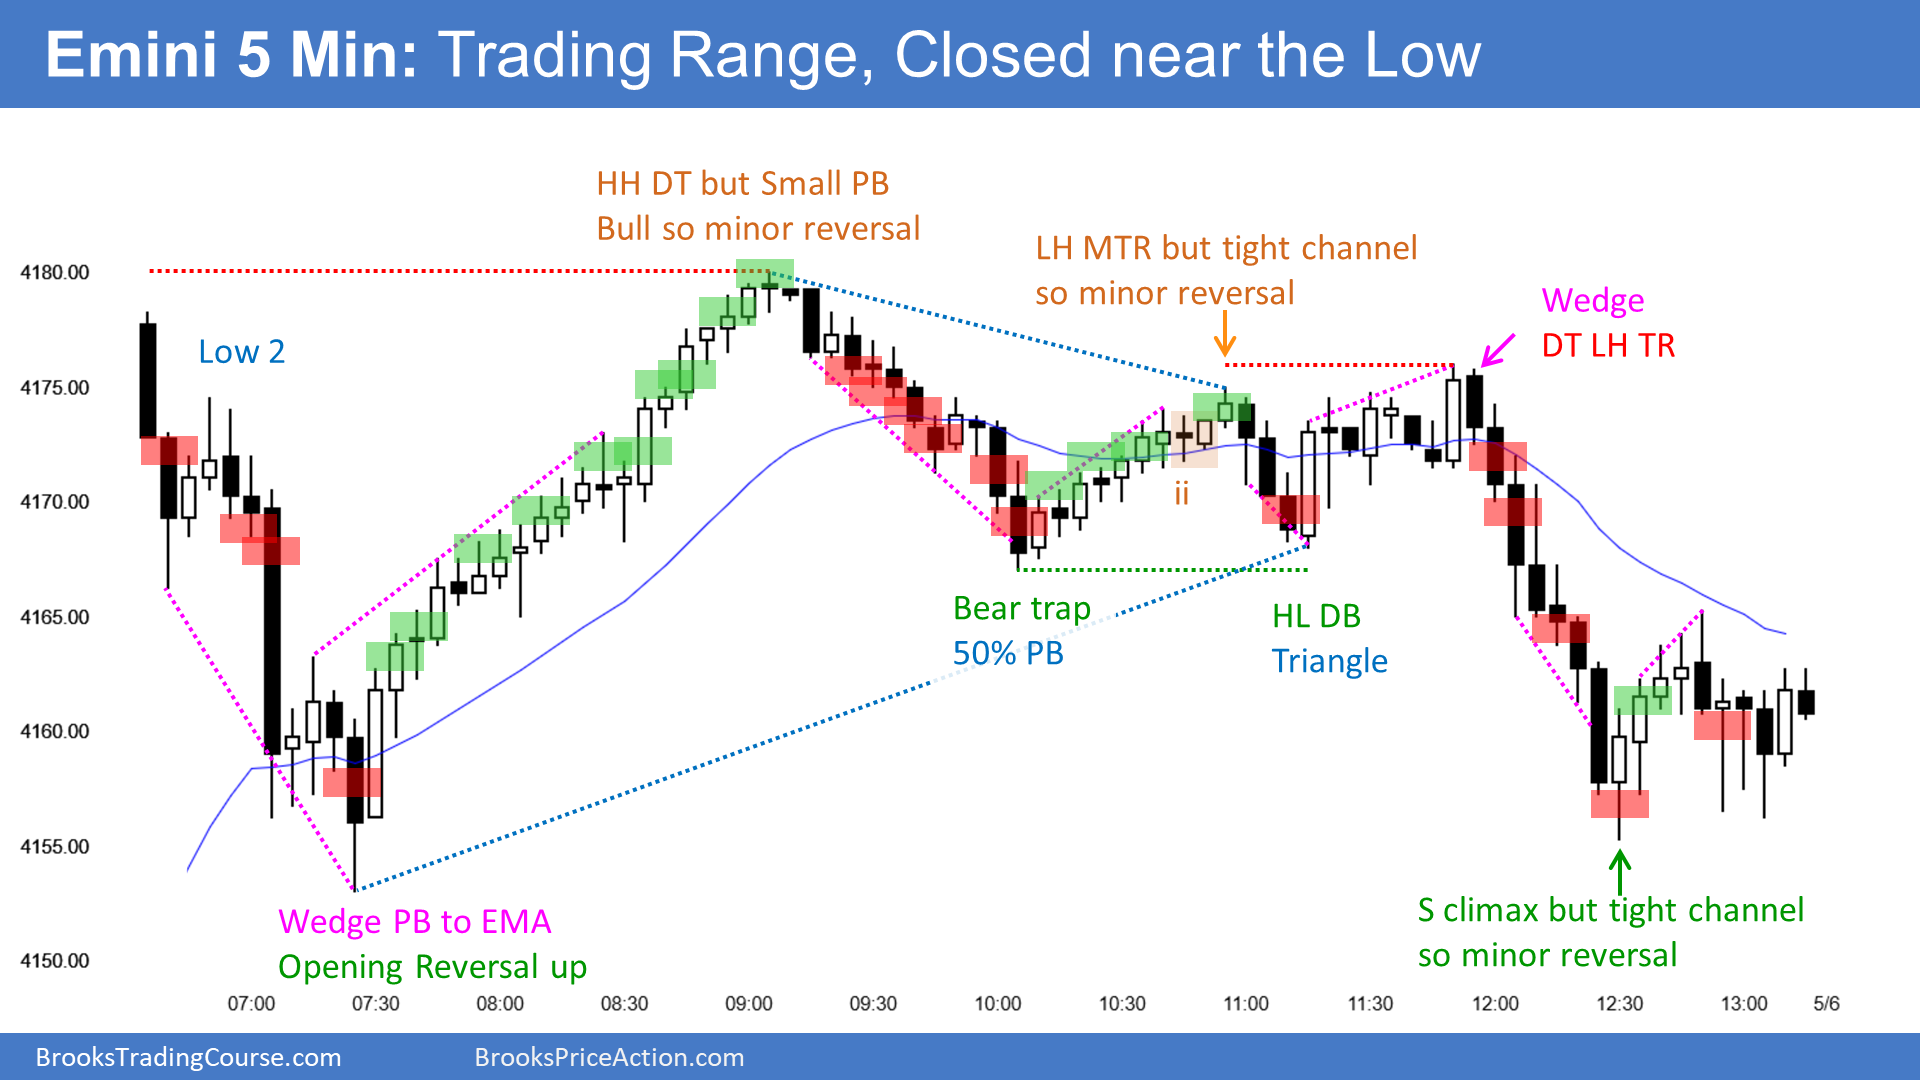 Emini 5 Min: Trading Range, Closed near the Low
HH DT but Small PB
Bull so minor reversal
LH MTR but tight channel
so minor reversal
Wedge
DT LH TR
Low 2
ii
Bear trap
50% PB
HL DB
Triangle
Wedge PB to EMA
Opening Reversal up
S climax but tight channel
so minor reversal
4180.00
4175.00
4170.00
4165.00
4160.00
4155.00
4150.00
07:00 07:30 08:00 08:30 09:00 09:30 10:00 10:30 11:00 11:30 12:00 12:30 13:00 5/6
BrooksTradingCourse.com BrooksPriceAction.com